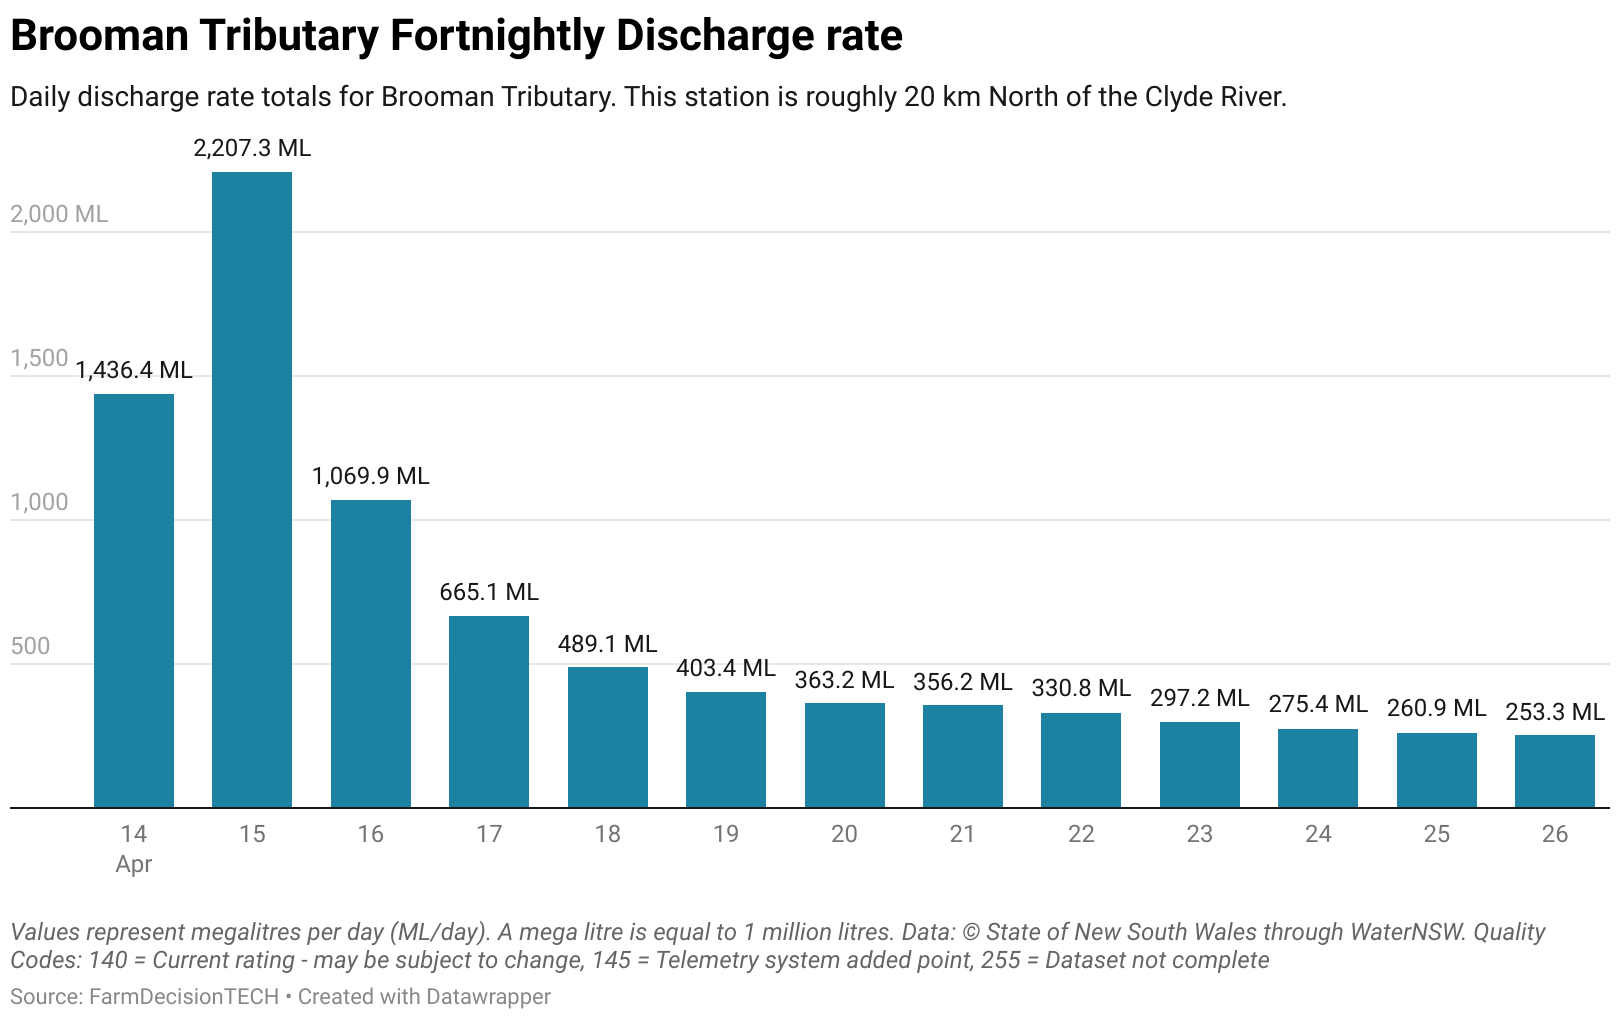 Brooman Tributary Fortnightly Discharge rate
Daily discharge rate totals for Brooman Tributary. This station is roughly 20 km North of the Clyde River.
2,207.3 ML
2,000 ML
1,500
1,436.4 ML
1,069.9 ML
1,000
665.1 ML
500
489.1 ML
403.4 ML
363.2 ML
356.2 ML
330.8 ML
297.2 ML
275.4 ML
260.9 ML
253.3 ML
14 15 16 17 18 19 20 21 22 23 24 25 26
Apr
Values represent megalitres per day (ML/day). A mega litre is equal to 1 million litres. Data: © State of New South Wales through WaterNSW. Quality
Codes: 140 = Current rating - may be subject to change, 145 = Telemetry system added point, 255 = Dataset not complete
Source: FarmDecisionTECH • Created with Datawrapper